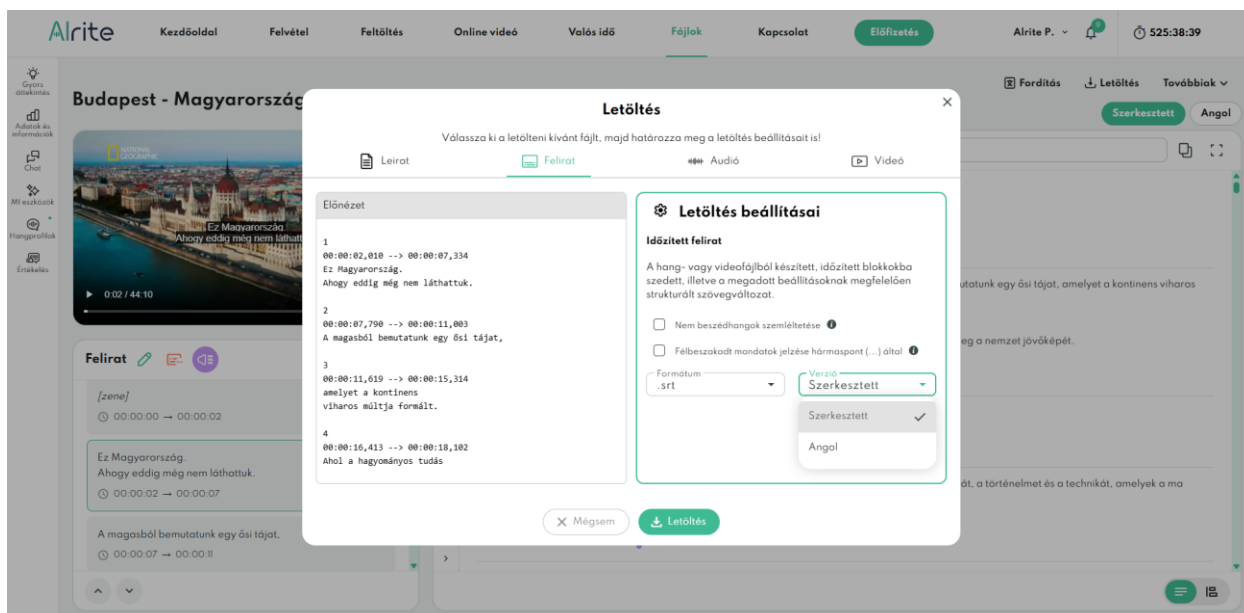 Alrite
Kezdőoldal
Felvétel
Feltöltés
Online videó
Valós idő
Fájlok
Kapcsolat
Előfizetés
Alrite P.
9
525:38:39
Gyors
áttekintés
Adatok és
információk
Chat
MI eszközök
Hangprofilok
Értékelés
Budapest - Magyarország
Fordítás
Letöltés
Továbbiak
Szerkesztett
Angol
NATIONAL
GEOGRAPHIC
Ez Magyarország.
Ahogy eddig még nem láthatt
0:02 / 44:10
Felirat
[zene]
00:00:00 → 00:00:02
Ez Magyarország.
Ahogy eddig még nem láthattuk.
00:00:02 → 00:00:07
A magasból bemutatunk egy ősi tájat,
00:00:07 → 00:00:11
Letöltés
Válassza ki a letölteni kívánt fájlt, majd határozza meg a letöltés beállításait is!
Leirat
Felirat
Audió
Videó
Előnézet
1
00:00:02,010 --> 00:00:07,334
Ez Magyarország.
Ahogy eddig még nem láthattuk.
2
00:00:07,790 --> 00:00:11,003
A magasból bemutatunk egy ősi tájat,
3
00:00:11,619 --> 00:00:15,314
amelyet a kontinens
viharos múltja formált.
4
00:00:16,413 --> 00:00:18,102
Ahol a hagyományos tudás
Letöltés beállításai
Időzített felirat
A hang- vagy videofájlból készített, időzített blokkokba
szedett, illetve a megadott beállításoknak megfelelően
strukturált szövegváltozat.
Nem beszédhangok szemléltetése
Félbeszakadt mondatok jelzése hármaspont (...) által
Formátum
.srt
Verzió
Szerkesztett
Szerkesztett
Angol
Mégsem
Letöltés
utatunk egy ősi tájat, amelyet a kontinens viharos
eg a nemzet jövőképét.
át, a történelmet és a technikát, amelyek a ma